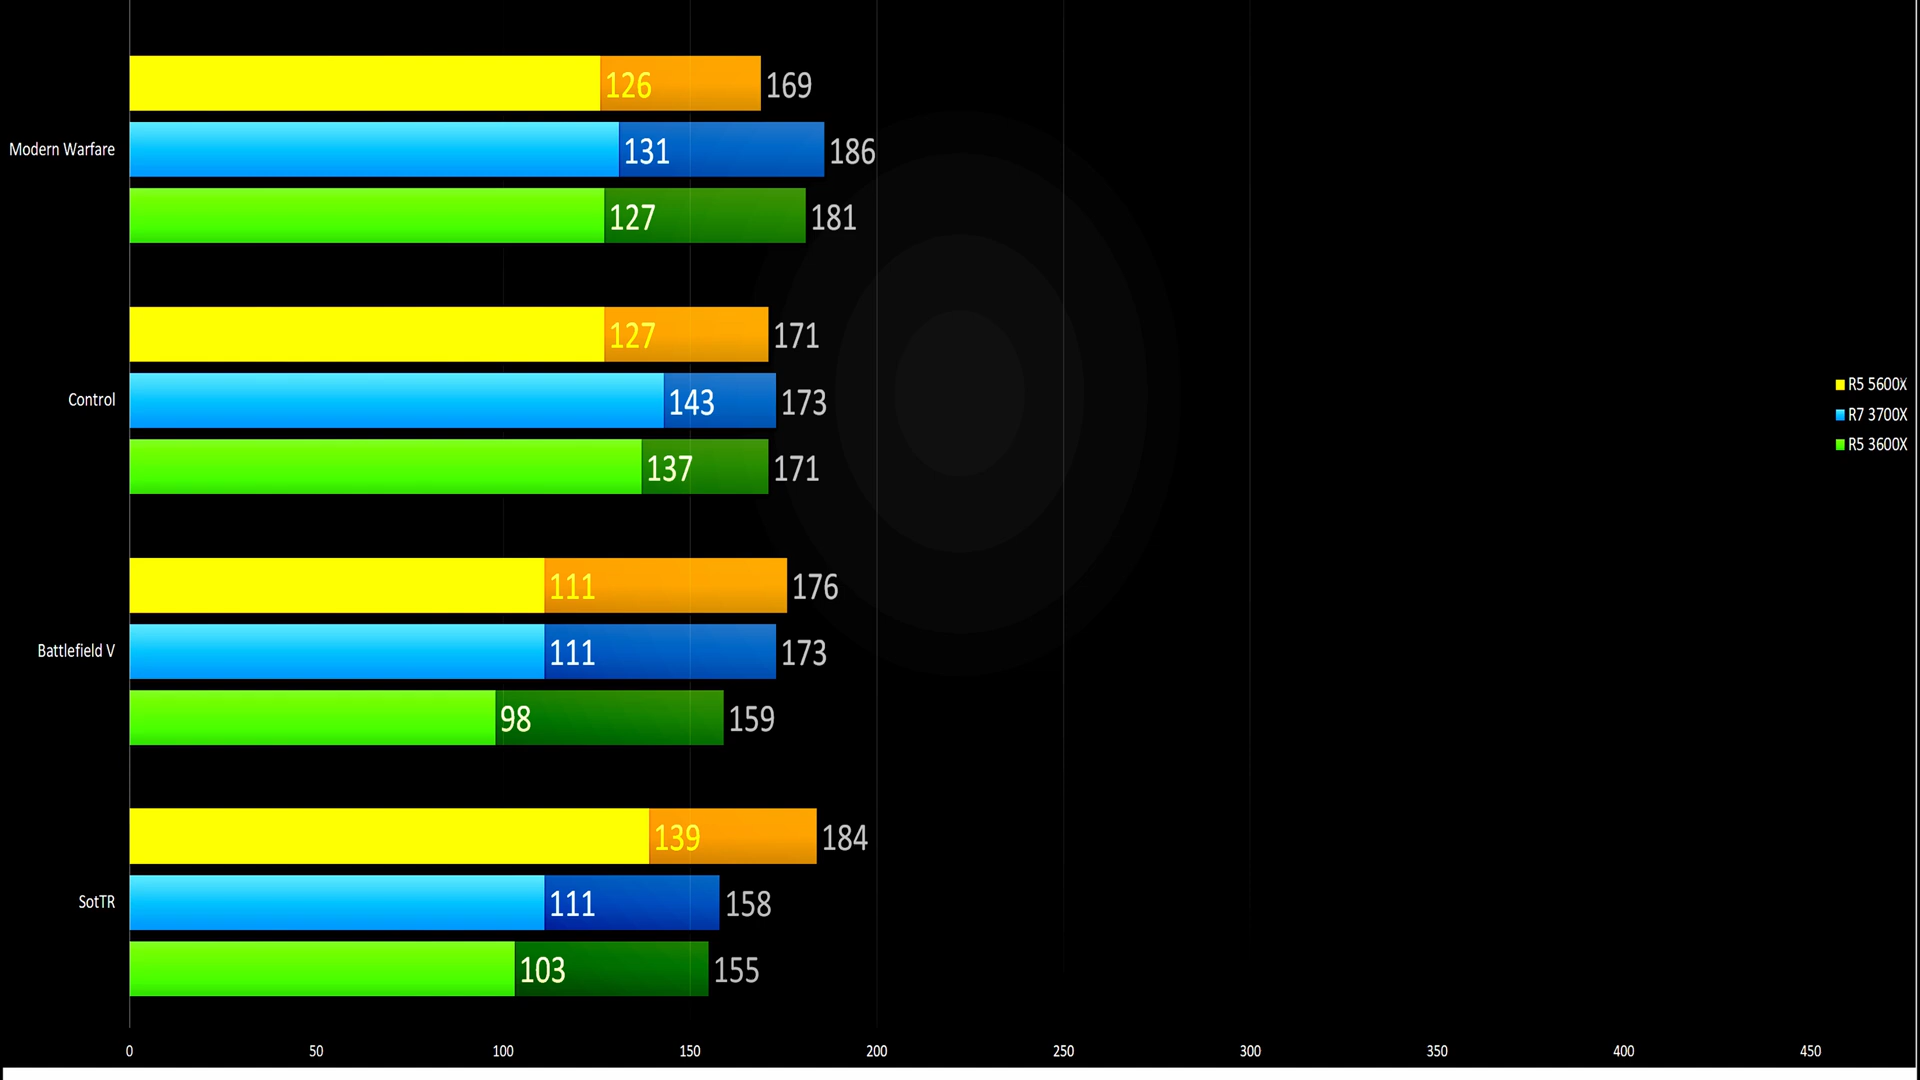 126 169
Modern Warfare 131 186
127 181
127 171
Control 143 173
137 171
111 176
Battlefield V 111 173
98 159
139 184
SotTR 111 158
103 155
0 50 100 150 200 250 300 350 400 450
R5 5600X
R7 3700X
R5 3600X